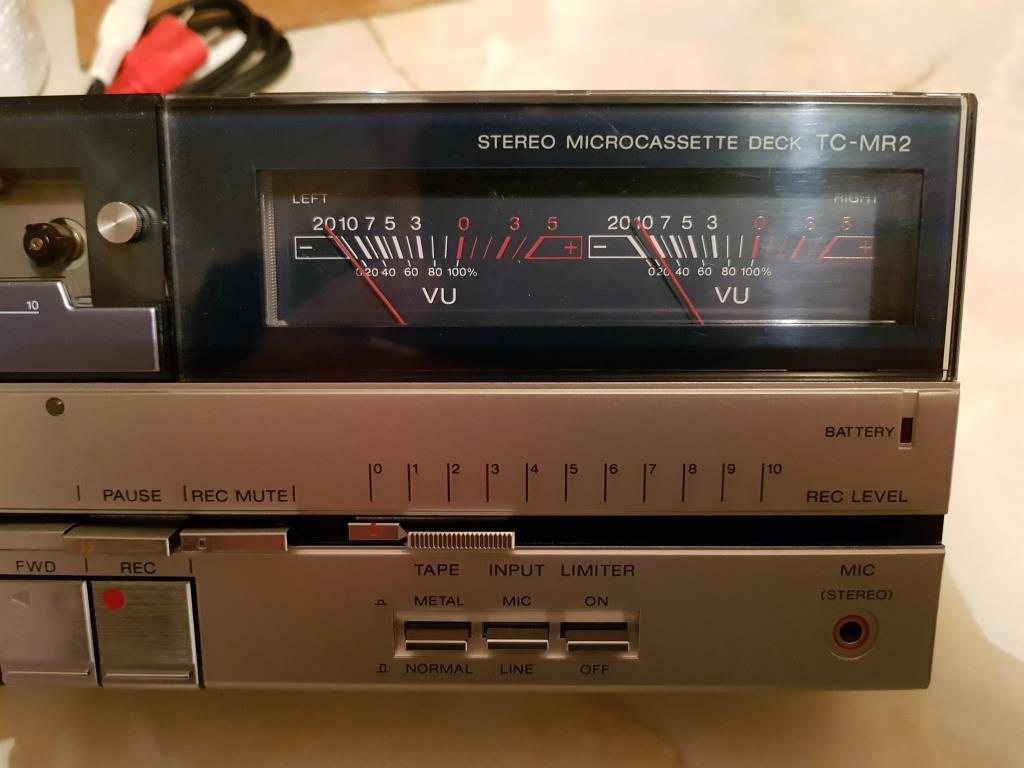 STEREO MICROCASSETTE DECK TC-MR2
LEFT RIGHT
20 10 7 5 3 0 3 5 20 10 7 5 3 0 3 5
- + - +
0 20 40 60 80 100% 0 20 40 60 80 100%
VU VU
10
BATTERY
0 1 2 3 4 5 6 7 8 9 10
PAUSE REC MUTE REC LEVEL
FWD REC TAPE INPUT LIMITER MIC
METAL MIC ON (STEREO)
NORMAL LINE OFF